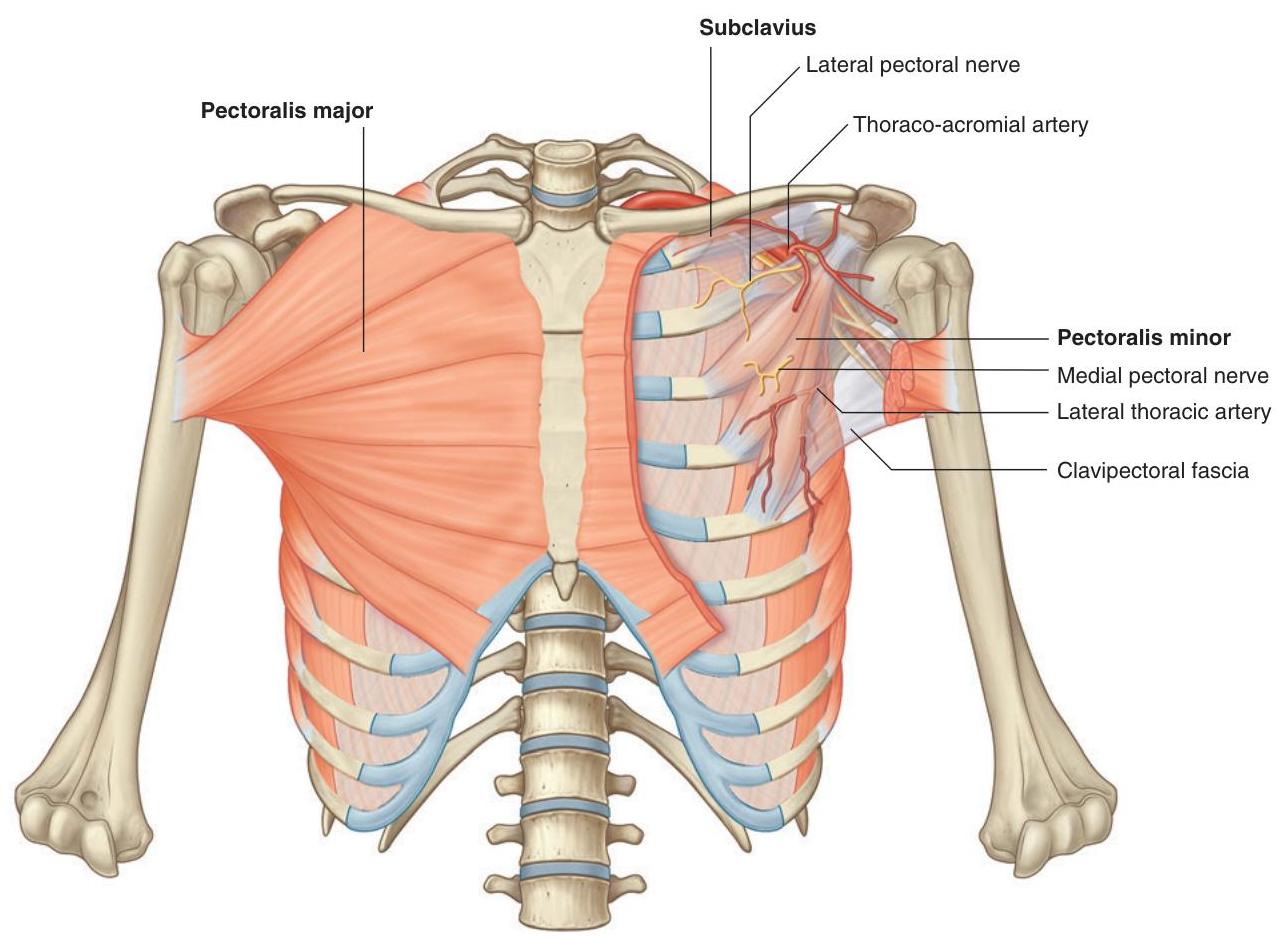 Subclavius
Lateral pectoral nerve
Pectoralis major
Thoraco-acromial artery
Pectoralis minor
Medial pectoral nerve
Lateral thoracic artery
Clavipectoral fascia